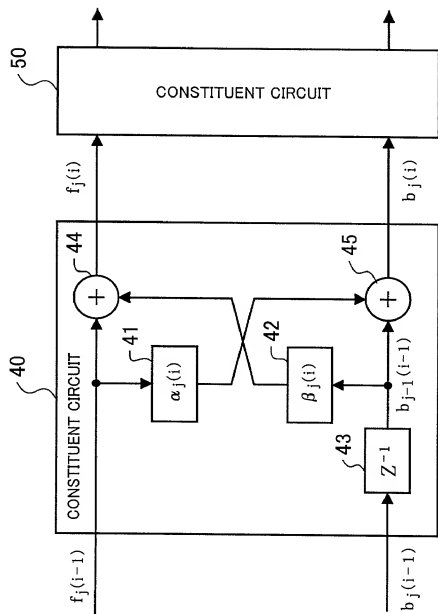 40
CONSTITUENT CIRCUIT
50
CONSTITUENT CIRCUIT
f_j(i-1)
41
α_j(i)
44
+
f_j(i)
42
β_j(i)
43
Z⁻¹
b_j(i-1)
b_{j-1}(i-1)
45
+
b_j(i)